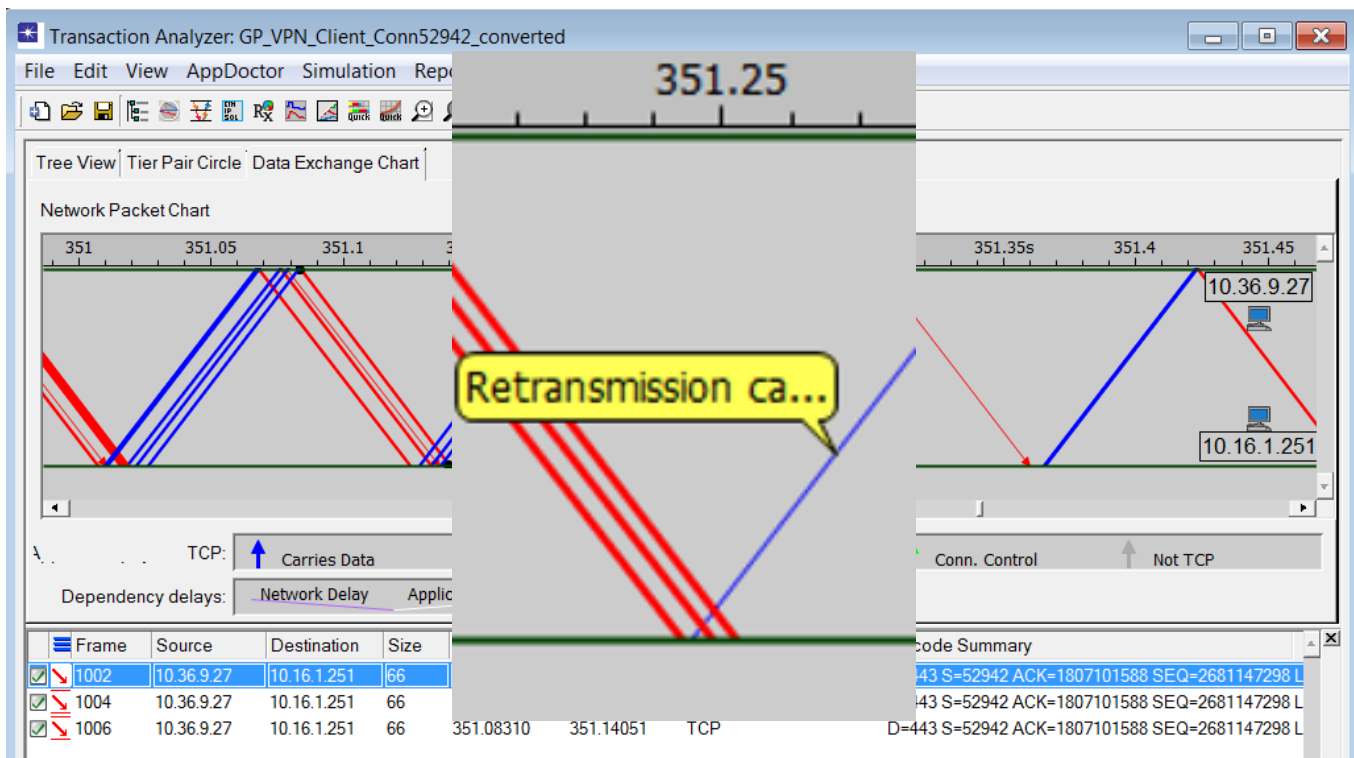 Transaction Analyzer: GP_VPN_Client_Conn52942_converted
File Edit View AppDoctor Simulation
351.25
Tree View Tier Pair Circle Data Exchange Chart
Network Packet Chart
351 351.05 351.1 351.35s 351.4 351.45
10.36.9.27
Retransmission ca...
10.16.1.251
TCP: Carries Data Conn. Control Not TCP
Dependency delays: Network Delay
Frame Source Destination Size Summary
1002 10.36.9.27 10.16.1.251 66 S=52942 ACK=1807101588 SEQ=2681147298 L
1004 10.36.9.27 10.16.1.251 66 D=443 S=52942 ACK=1807101588 SEQ=2681147298 L
1006 10.36.9.27 10.16.1.251 66 351.08310 351.14051 TCP D=443 S=52942 ACK=1807101588 SEQ=2681147298 L